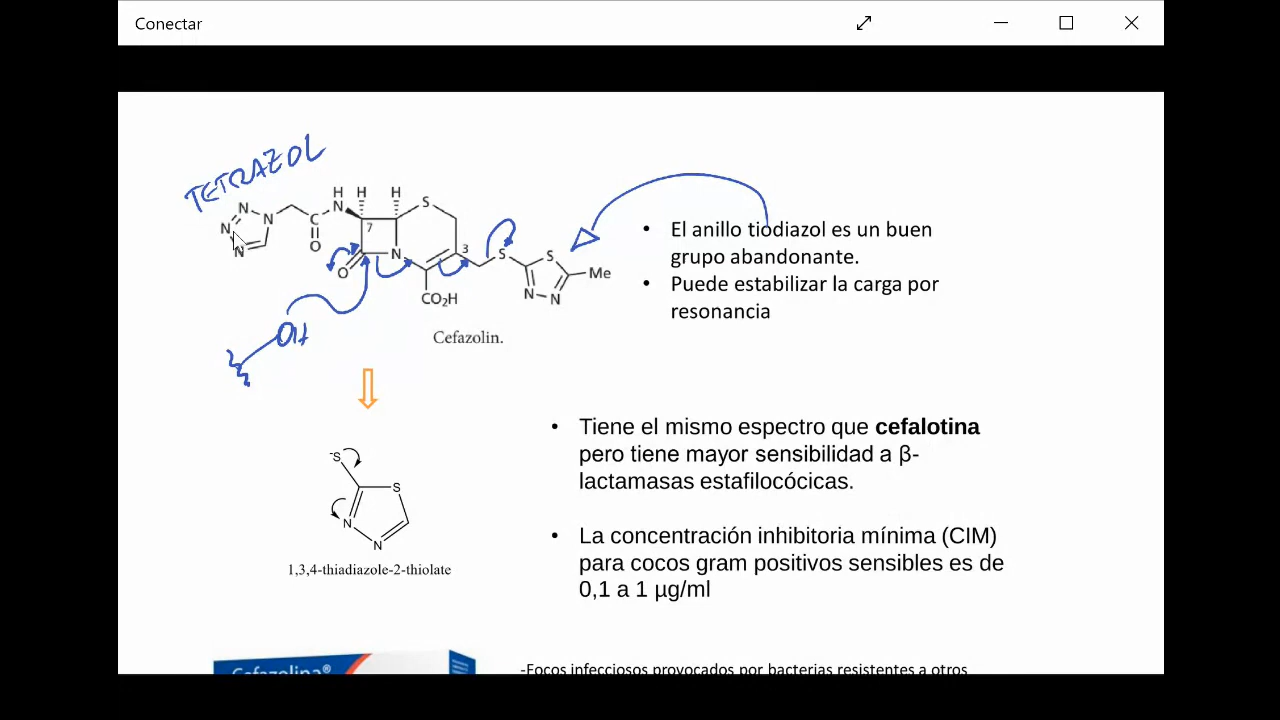 Conectar
TETRAZOL
N N N N
C
O
N H
H
H
S
7
3
O
N
S
S
Me
N N
CO₂H
OH
Cefazolin.
• El anillo tiodiazol es un buen
grupo abandonante.
• Puede estabilizar la carga por
resonancia
-S
S
N
N
1,3,4-thiadiazole-2-thiolate
• Tiene el mismo espectro que cefalotina
pero tiene mayor sensibilidad a β-
lactamasas estafilocócicas.
• La concentración inhibitoria mínima (CIM)
para cocos gram positivos sensibles es de
0,1 a 1 µg/ml
Cefazolina®
-Focos infecciosos provocados por bacterias resistentes a otros